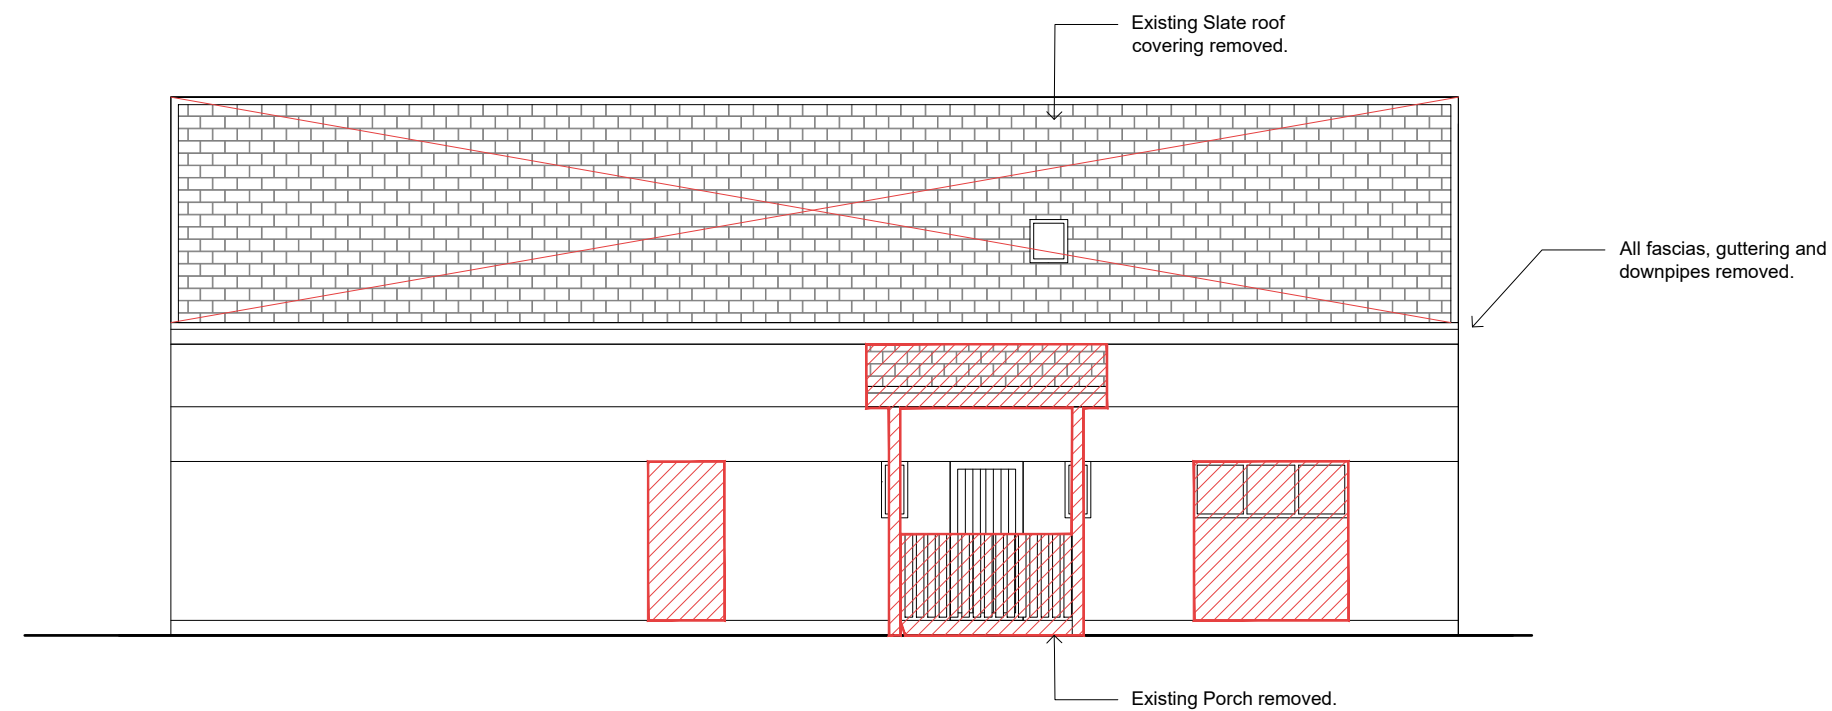 Existing Slate roof
covering removed.
All fascias, guttering and
downpipes removed.
Existing Porch removed.